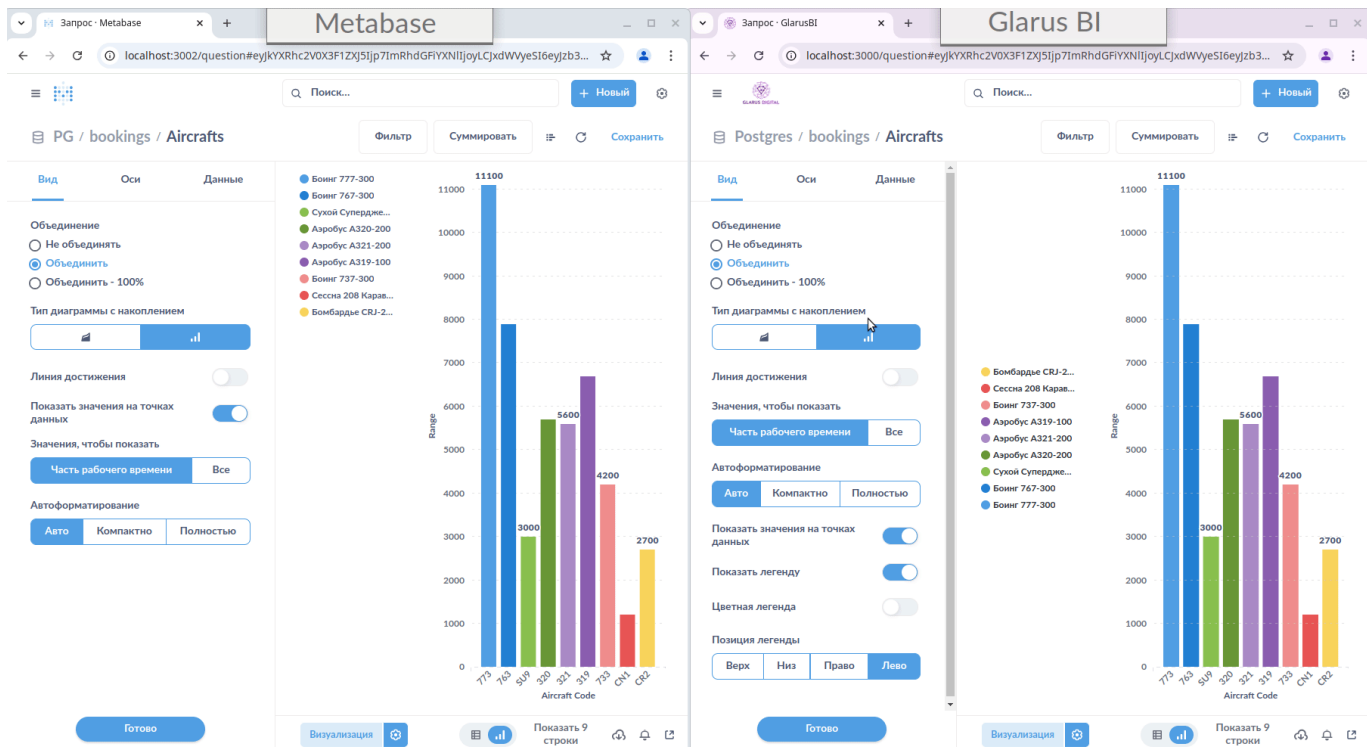 Metabase
Запрос · Metabase
localhost:3002/question#eyJkYXRhc2V0X3F1ZXJ5Ijp7ImRhdGFiYXNlIjoyLCJxdWVyeSI6eyJzb3...
Поиск...
+ Новый
PG / bookings / Aircrafts
Фильтр
Суммировать
Сохранить
Вид
Оси
Данные
Объединение
Не объединять
Объединить
Объединить - 100%
Тип диаграммы с накоплением
Линия достижения
Показать значения на точках
данных
Значения, чтобы показать
Часть рабочего времени
Все
Автоформатирование
Авто
Компактно
Полностью
Готово
Боинг 777-300
Боинг 767-300
Сухой Суперdже...
Аэробус A320-200
Аэробус A321-200
Аэробус A319-100
Боинг 737-300
Сессна 208 Карав...
Бомбардье CRJ-2...
11100
11000
10000
9000
8000
7000
6000
5600
5000
4200
4000
3000
3000
2700
2000
1000
0
Range
773
763
SU9
320
321
319
733
CN1
CR2
Aircraft Code
Визуализация
Показать 9
строки
Glarus BI
Запрос · GlarusBI
localhost:3000/question#eyJkYXRhc2V0X3F1ZXJ5Ijp7ImRhdGFiYXNlIjoyLCJxdWVyeSI6eyJzb3...
GLARUS DIGITAL
Поиск...
+ Новый
Postgres / bookings / Aircrafts
Фильтр
Суммировать
Сохранить
Вид
Оси
Данные
Объединение
Не объединять
Объединить
Объединить - 100%
Тип диаграммы с накоплением
Линия достижения
Значения, чтобы показать
Часть рабочего времени
Все
Автоформатирование
Авто
Компактно
Полностью
Показать значения на точках
данных
Показать легенду
Цветная легенда
Позиция легенды
Верх
Низ
Право
Лево
Готово
Бомбардье CRJ-2...
Сессна 208 Карав...
Боинг 737-300
Аэробус A319-100
Аэробус A321-200
Аэробус A320-200
Сухой Суперdже...
Боинг 767-300
Боинг 777-300
11100
11000
10000
9000
8000
7000
6000
5600
5000
4200
4000
3000
3000
2700
2000
1000
0
Range
773
763
SU9
320
321
319
733
CN1
CR2
Aircraft Code
Визуализация
Показать 9
строки